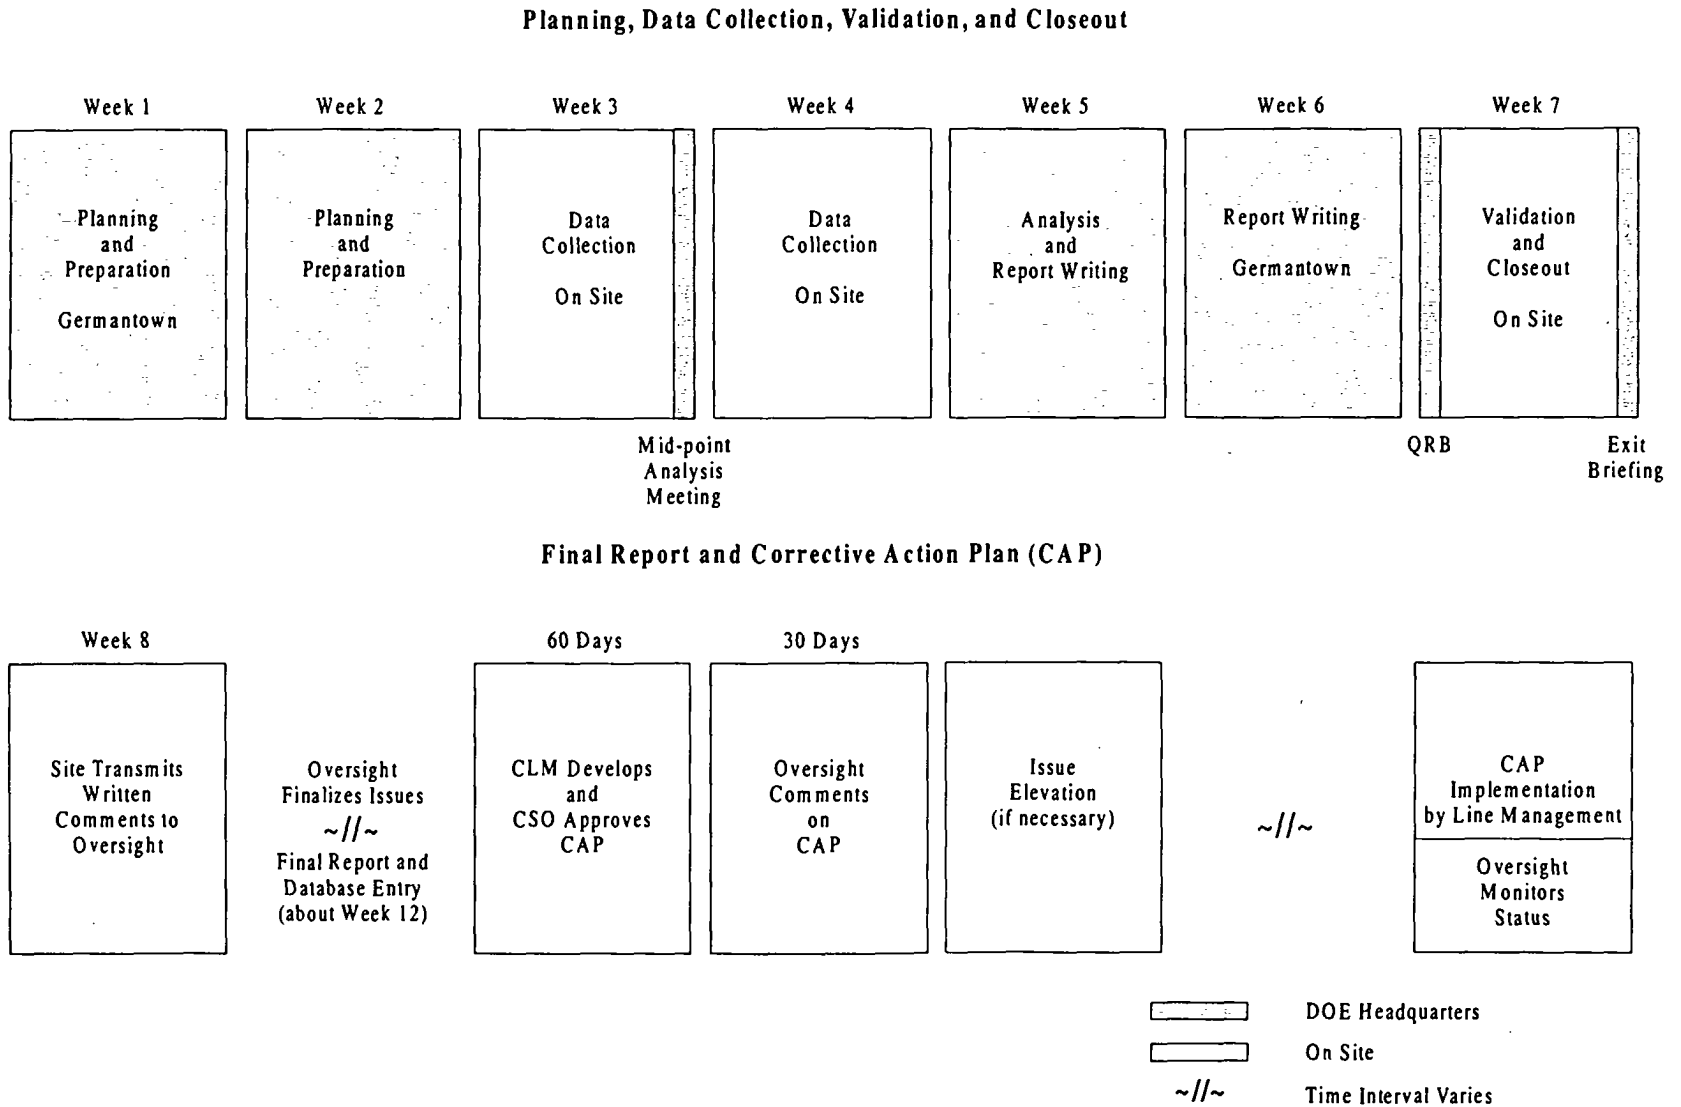 Planning, Data Collection, Validation, and Closeout
Week 1
Week 2
Week 3
Week 4
Week 5
Week 6
Week 7
Planning
and
Preparation
Germantown
Planning
and
Preparation
Data
Collection
On Site
Data
Collection
On Site
Analysis
and
Report Writing
Report Writing
Germantown
Validation
and
Closeout
On Site
Mid-point
Analysis
Meeting
QRB
Exit
Briefing
Final Report and Corrective Action Plan (CAP)
Week 8
60 Days
30 Days
Site Transmits
Written
Comments to
Oversight
Oversight
Finalizes Issues
~//~
Final Report and
Database Entry
(about Week 12)
CLM Develops
and
CSO Approves
CAP
Oversight
Comments
on
CAP
Issue
Elevation
(if necessary)
~//~
CAP
Implementation
by Line Management
Oversight
Monitors
Status
DOE Headquarters
On Site
~//~ Time Interval Varies